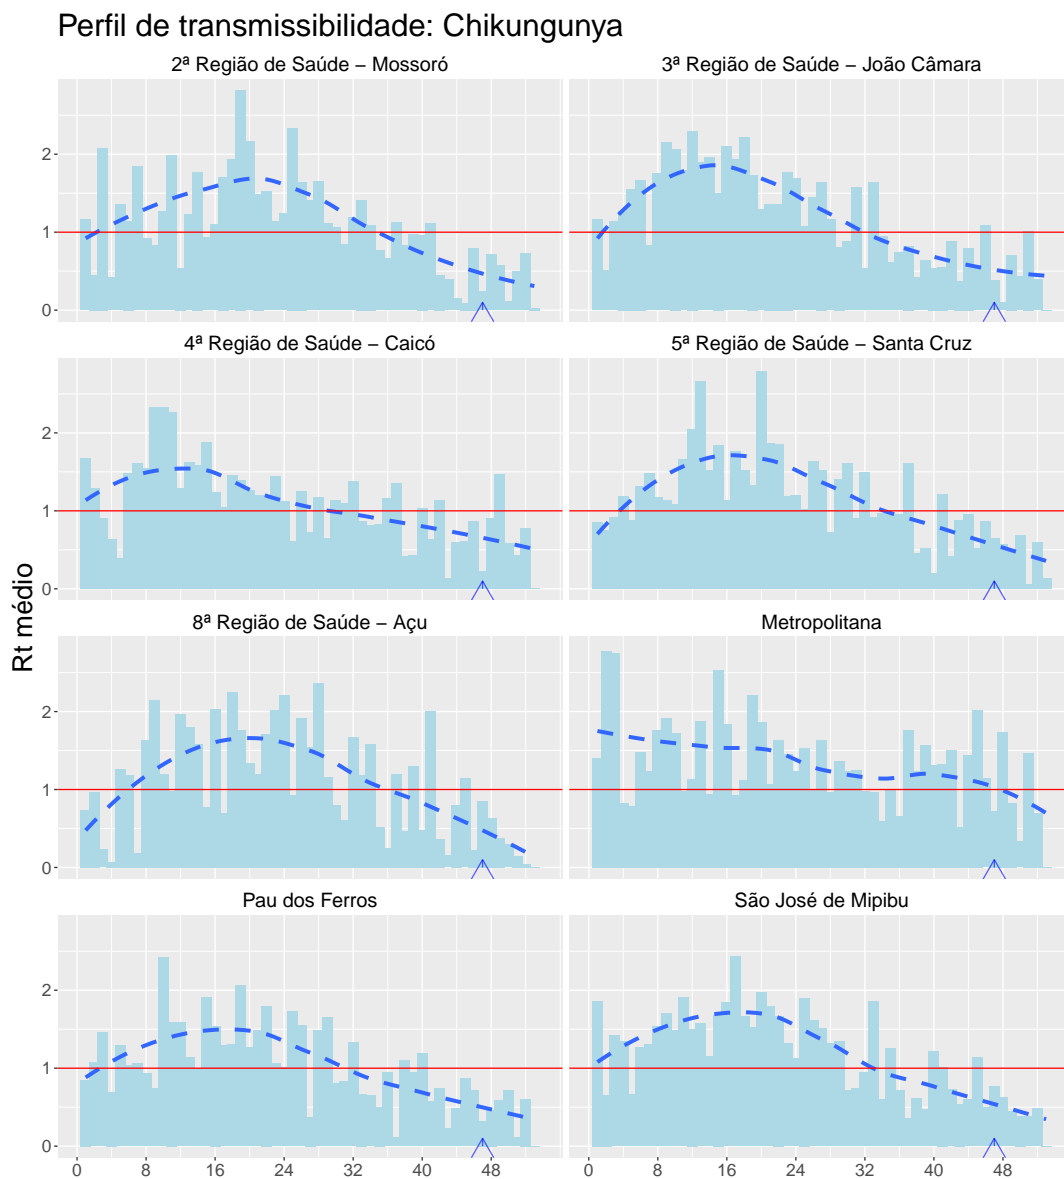 Perfil de transmissibilidade: Chikungunya
2ª Região de Saúde – Mossoró
3ª Região de Saúde – João Câmara
2
1
0
4ª Região de Saúde – Caicó
5ª Região de Saúde – Santa Cruz
2
1
0
Rt médio
8ª Região de Saúde – Açu
Metropolitana
2
1
0
Pau dos Ferros
São José de Mipibu
2
1
0
0 8 16 24 32 40 48
0 8 16 24 32 40 48